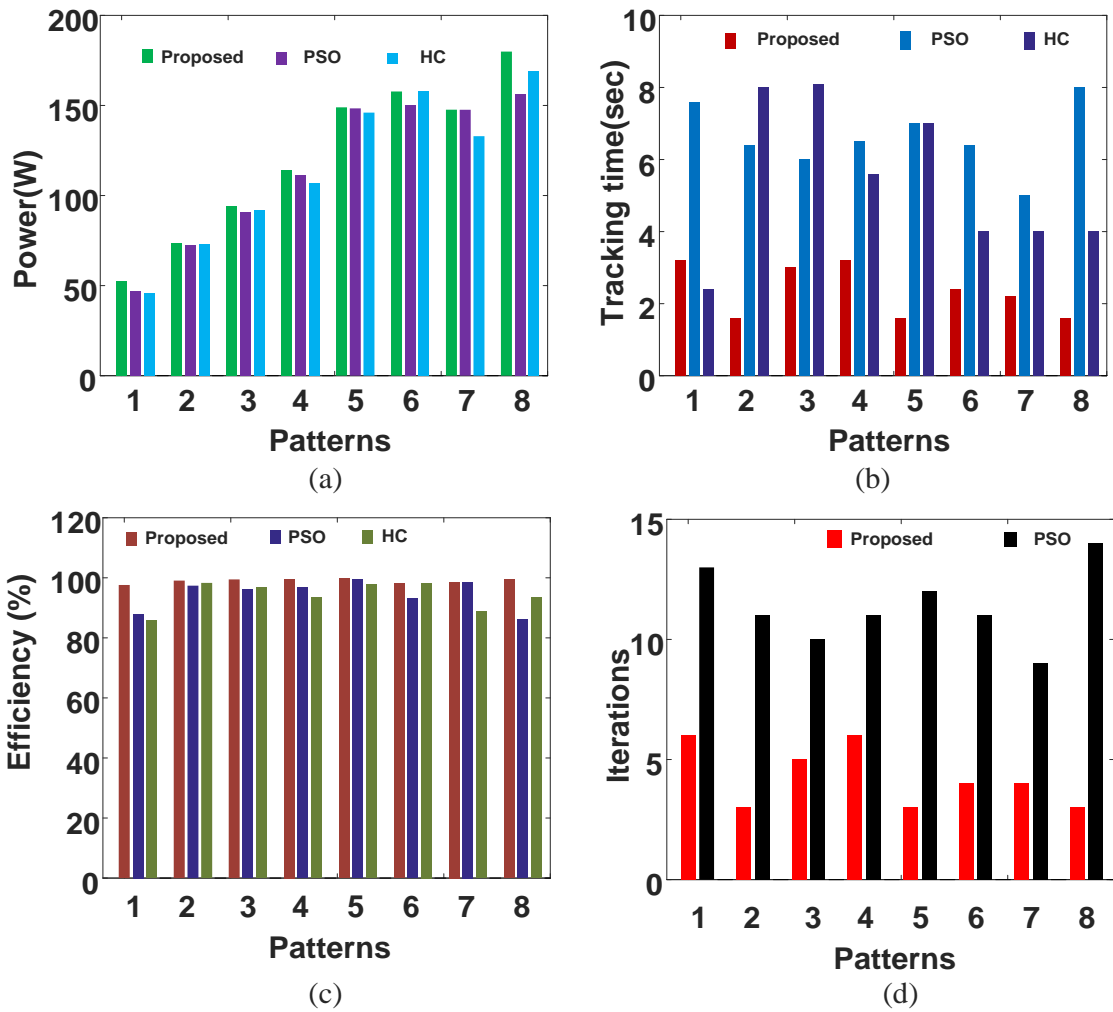 200
150
100
50
0
Power(W)
Proposed PSO HC
1 2 3 4 5 6 7 8
Patterns
(a)
10
8
6
4
2
0
Tracking time(sec)
Proposed PSO HC
1 2 3 4 5 6 7 8
Patterns
(b)
120
100
80
60
40
20
0
Efficiency (%)
Proposed PSO HC
1 2 3 4 5 6 7 8
Patterns
(c)
15
10
5
0
Iterations
Proposed PSO
1 2 3 4 5 6 7 8
Patterns
(d)